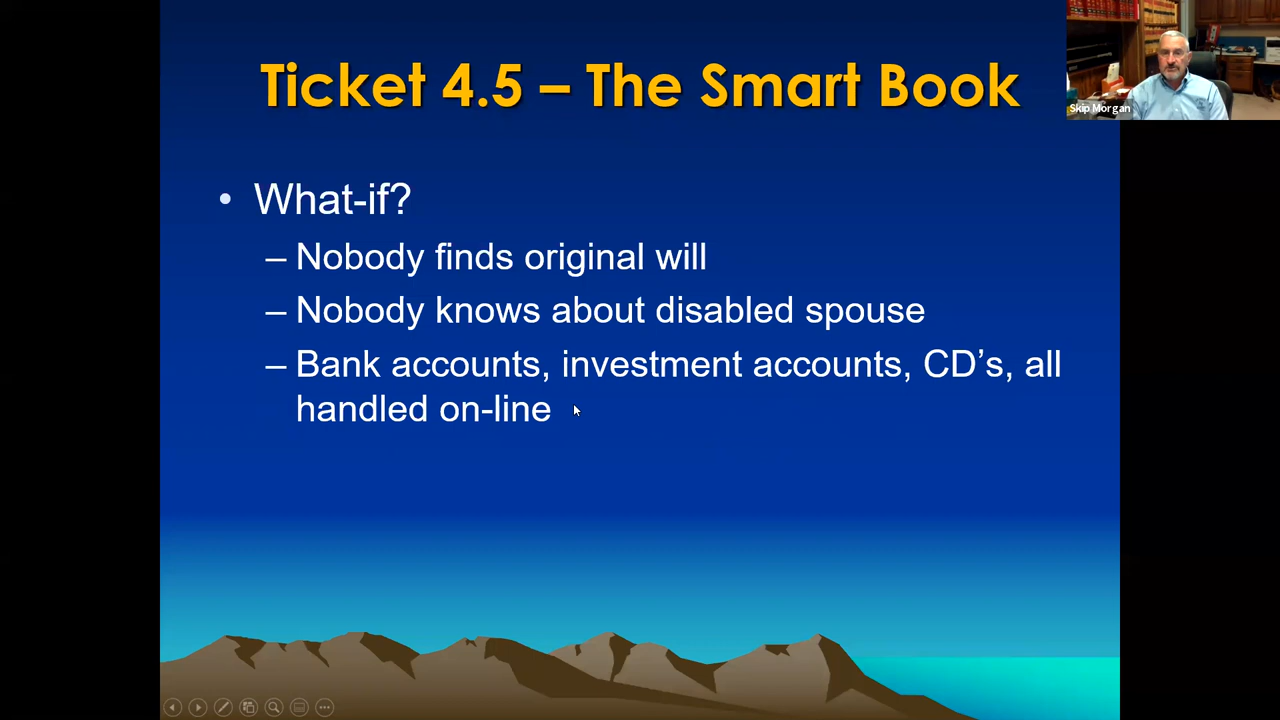 Ticket 4.5 – The Smart Book
Skip Morgan
• What-if?
– Nobody finds original will
– Nobody knows about disabled spouse
– Bank accounts, investment accounts, CD’s, all
handled on-line